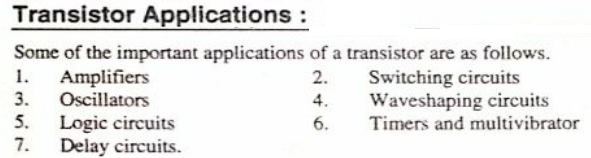 Transistor Applications :
Some of the important applications of a transistor are as follows.
1. Amplifiers 2. Switching circuits
3. Oscillators 4. Waveshaping circuits
5. Logic circuits 6. Timers and multivibrator
7. Delay circuits.